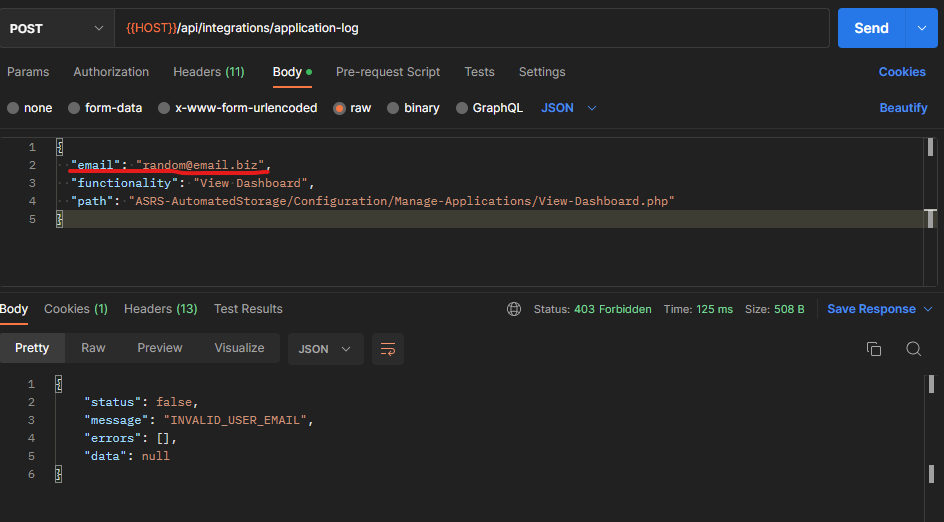 POST {{HOST}}/api/integrations/application-log Send
Params Authorization Headers (11) Body Pre-request Script Tests Settings Cookies
none form-data x-www-form-urlencoded raw binary GraphQL JSON Beautify
1 {
2 "email": "random@email.biz",
3 "functionality": "View Dashboard",
4 "path": "ASRS-AutomatedStorage/Configuration/Manage-Applications/View-Dashboard.php"
5 }
Body Cookies (1) Headers (13) Test Results Status: 403 Forbidden Time: 125 ms Size: 508 B Save Response
Pretty Raw Preview Visualize JSON
1 {
2 "status": false,
3 "message": "INVALID_USER_EMAIL",
4 "errors": [],
5 "data": null
6 }